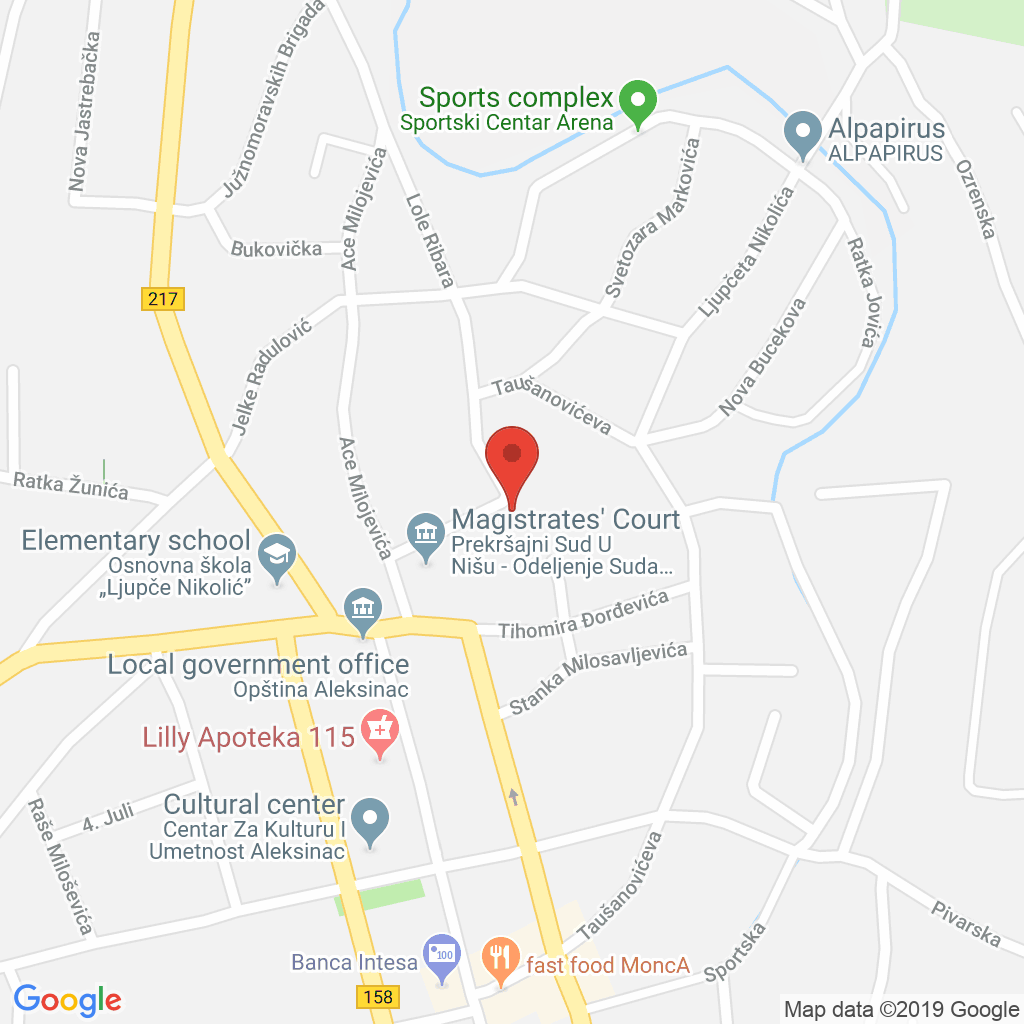 Nova Jastrebačka
Južnomoravskih Brigada
Sports complex
Sportski Centar Arena
Alpapirus
ALPAPIRUS
Ozrenska
Ace Milojevića
Lole Ribara
Svetozara Markovića
Ljupčeta Nikolića
Bukovička
Ratka Jovića
217
Nova Bucekova
Jelke Radulović
Taušanovićeva
Ratka Žunića
Ace Milojevića
Magistrates' Court
Prekršajni Sud U
Nišu - Odeljenje Suda...
Elementary school
Osnovna škola
„Ljupče Nikolić”
Tihomira Đorđevića
Local government office
Opština Aleksinac
Stanka Milosavljevića
Lilly Apoteka 115
4. Juli
Raše Miloševića
Cultural center
Centar Za Kulturu I
Umetnost Aleksinac
Taušanovićeva
Pivarska
Sportska
Banca Intesa
100
fast food MoncA
158
Google
Map data ©2019 Google